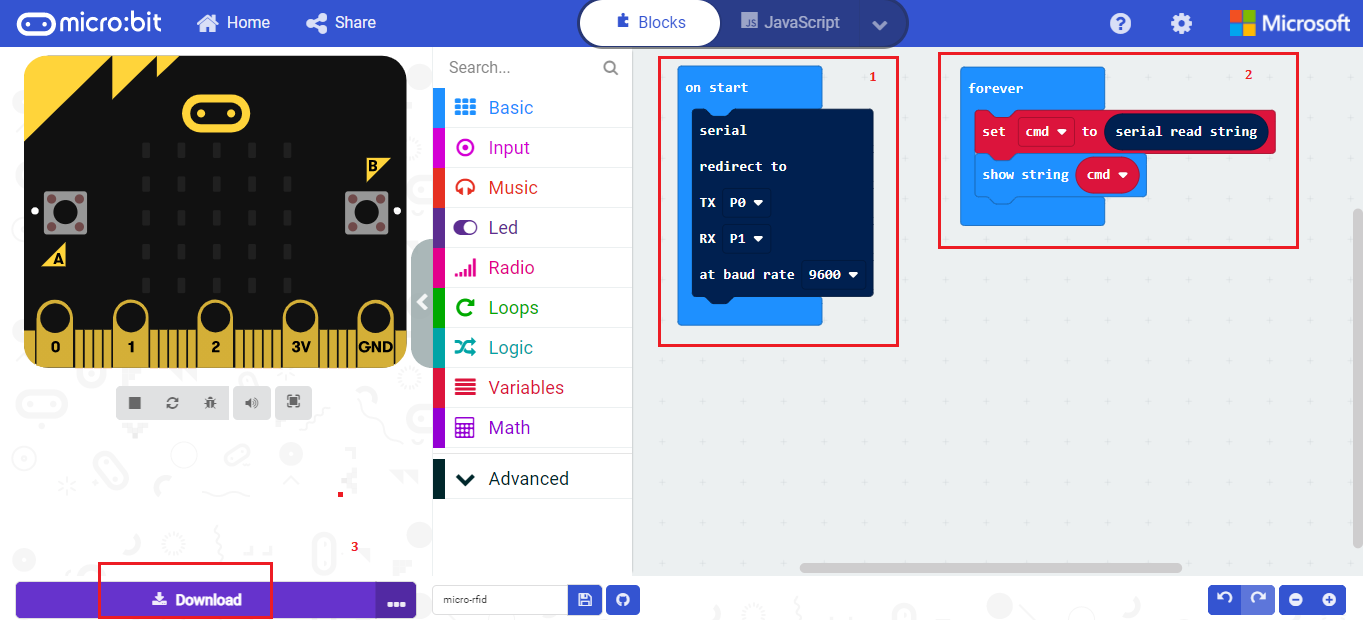 micro:bit
Home
Share
Blocks
JS JavaScript
?
Microsoft
B
A
0 1 2 3V GND
Download
3
Search...
Basic
Input
Music
Led
Radio
Loops
Logic
Variables
Math
Advanced
micro-rfid
1
on start
serial
redirect to
TX P0
RX P1
at baud rate 9600
2
forever
set cmd to serial read string
show string cmd